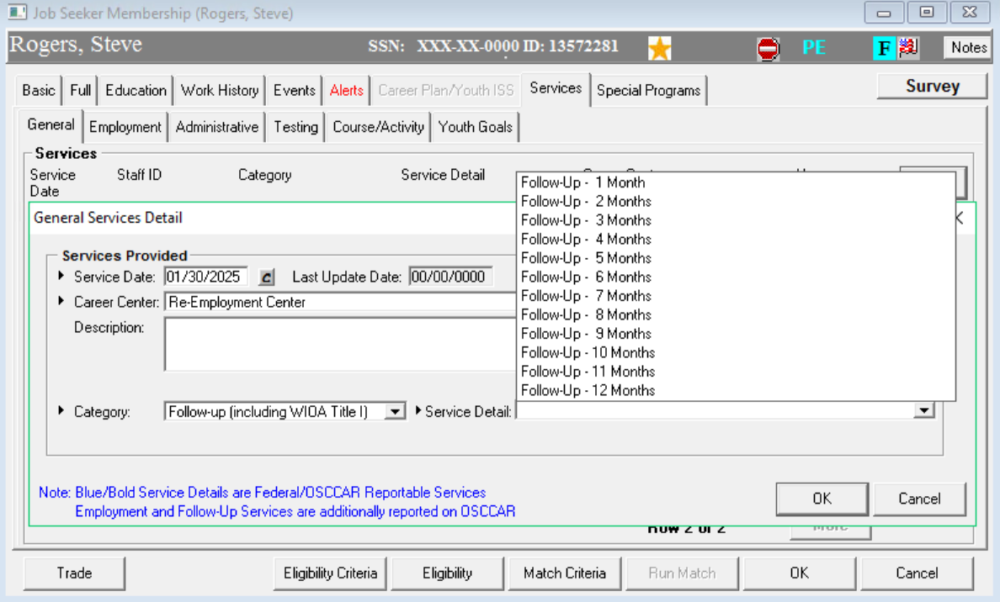 Job Seeker Membership (Rogers, Steve)
Rogers, Steve SSN: XXX-XX-0000 ID: 13572281 PE F Notes
Basic Full Education Work History Events Alerts Career Plan/Youth ISS Services Special Programs Survey
General Employment Administrative Testing Course/Activity Youth Goals
Services
Service Date Staff ID Category Service Detail
General Services Detail
Services Provided
Service Date: 01/30/2025 C Last Update Date: 00/00/0000
Career Center: Re-Employment Center
Description:
Follow-Up - 1 Month
Follow-Up - 2 Months
Follow-Up - 3 Months
Follow-Up - 4 Months
Follow-Up - 5 Months
Follow-Up - 6 Months
Follow-Up - 7 Months
Follow-Up - 8 Months
Follow-Up - 9 Months
Follow-Up - 10 Months
Follow-Up - 11 Months
Follow-Up - 12 Months
Category: Follow-up (including WIOA Title I) Service Detail:
Note: Blue/Bold Service Details are Federal/OSCCAR Reportable Services
Employment and Follow-Up Services are additionally reported on OSCCAR
OK Cancel
Row 2 of 2 More
Trade Eligibility Criteria Eligibility Match Criteria Run Match OK Cancel